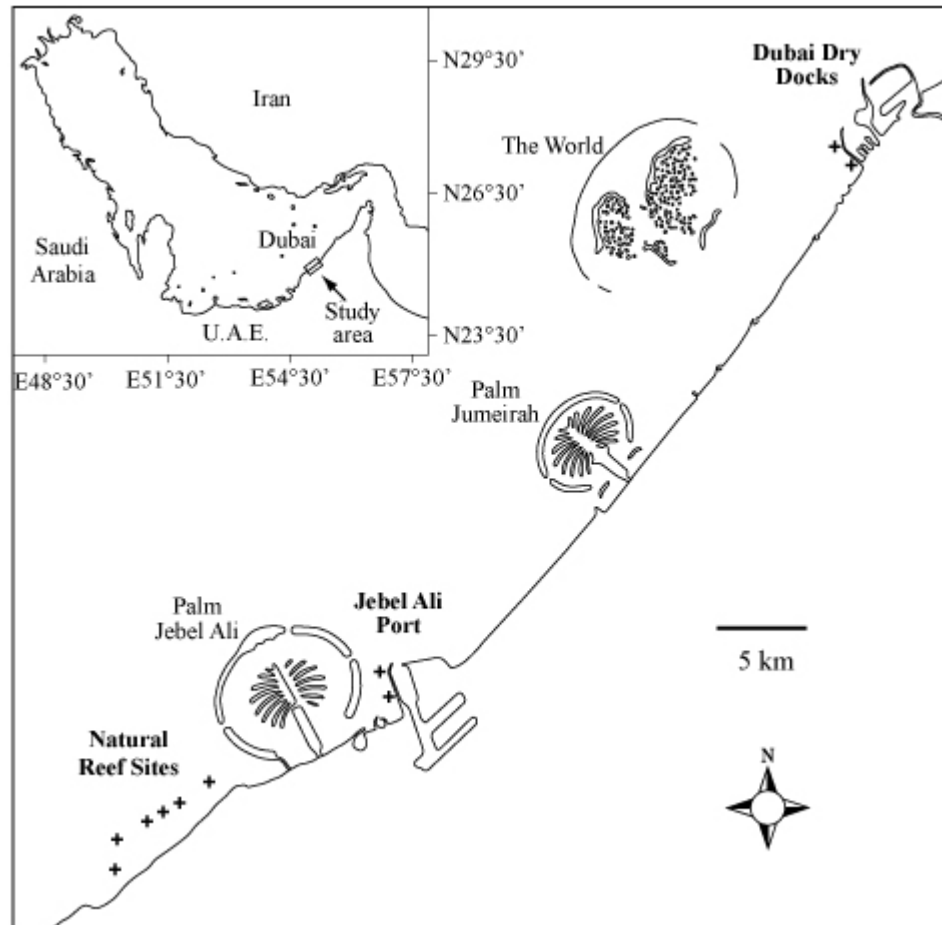 Iran
Saudi
Arabia
Dubai
Study
area
U.A.E.
N29°30’
N26°30’
N23°30’
E48°30’
E51°30’
E54°30’
E57°30’
Dubai Dry
Docks
The World
Palm
Jumeirah
Palm
Jebel Ali
Jebel Ali
Port
5 km
Natural
Reef Sites
N